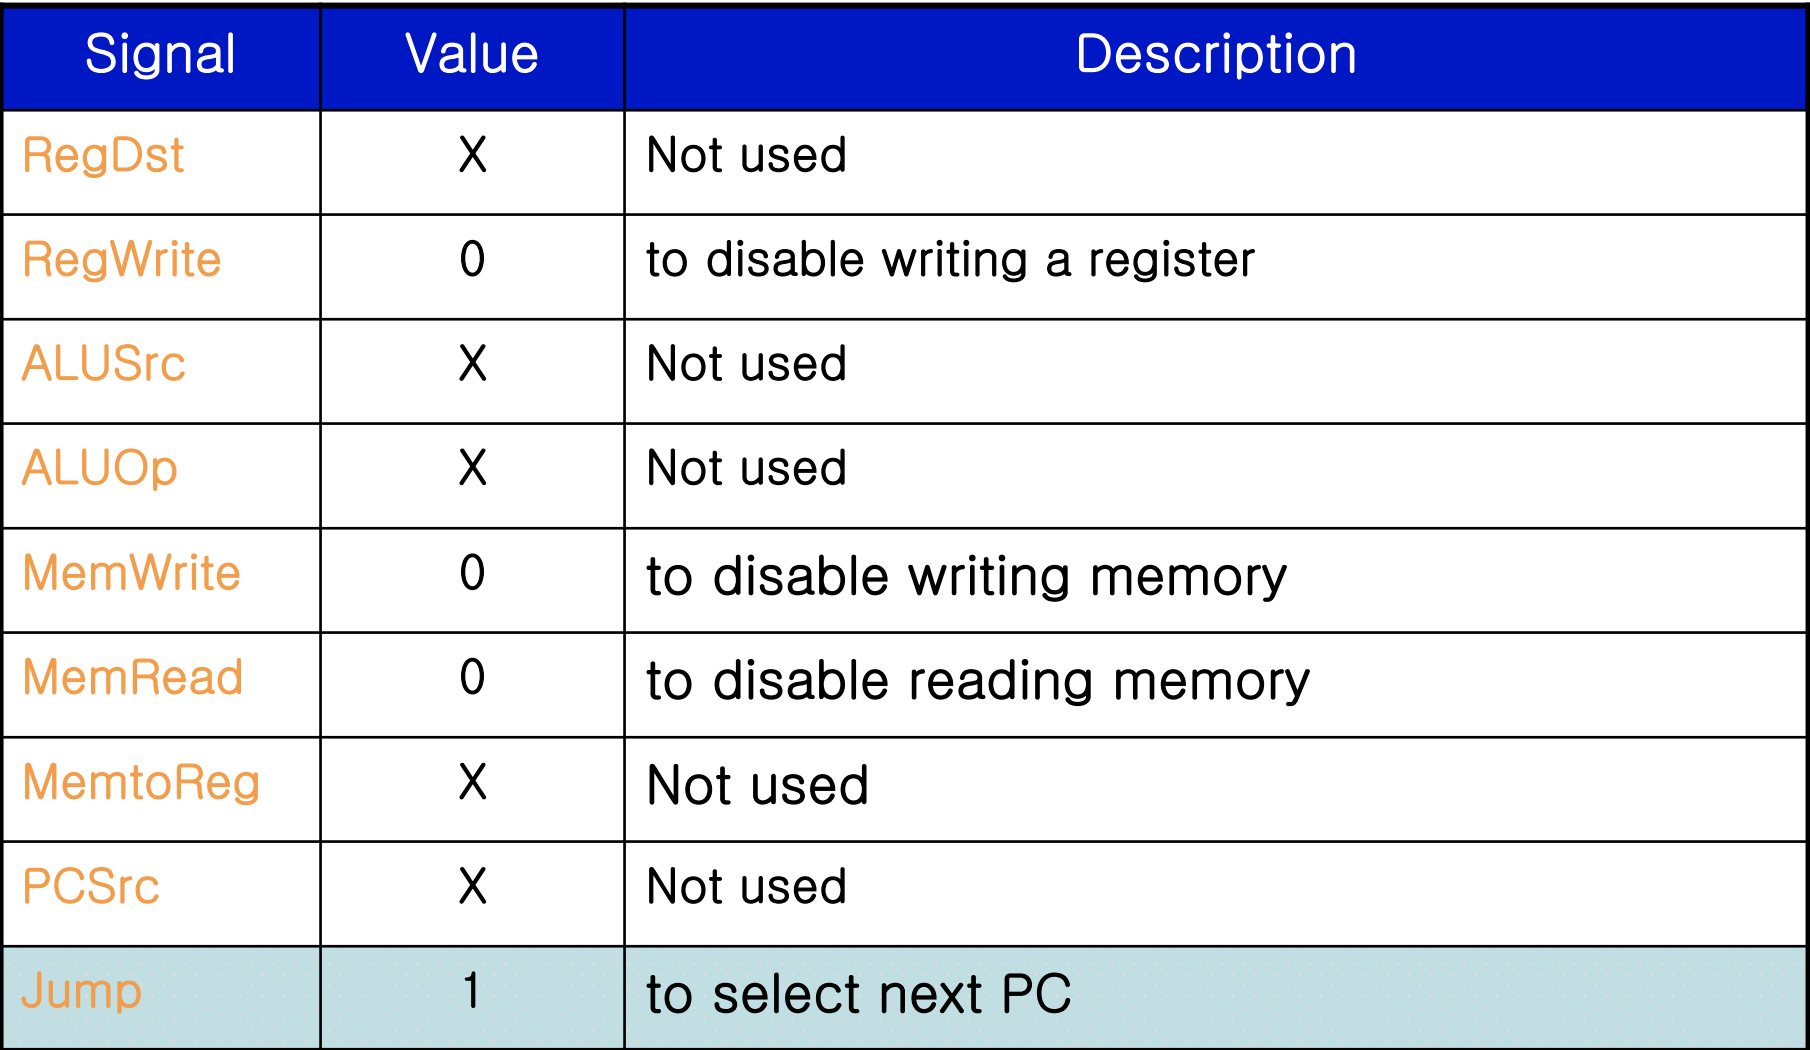 Signal Value Description
RegDst X Not used
RegWrite 0 to disable writing a register
ALUSrc X Not used
ALUOp X Not used
MemWrite 0 to disable writing memory
MemRead 0 to disable reading memory
MemtoReg X Not used
PCSrc X Not used
Jump 1 to select next PC